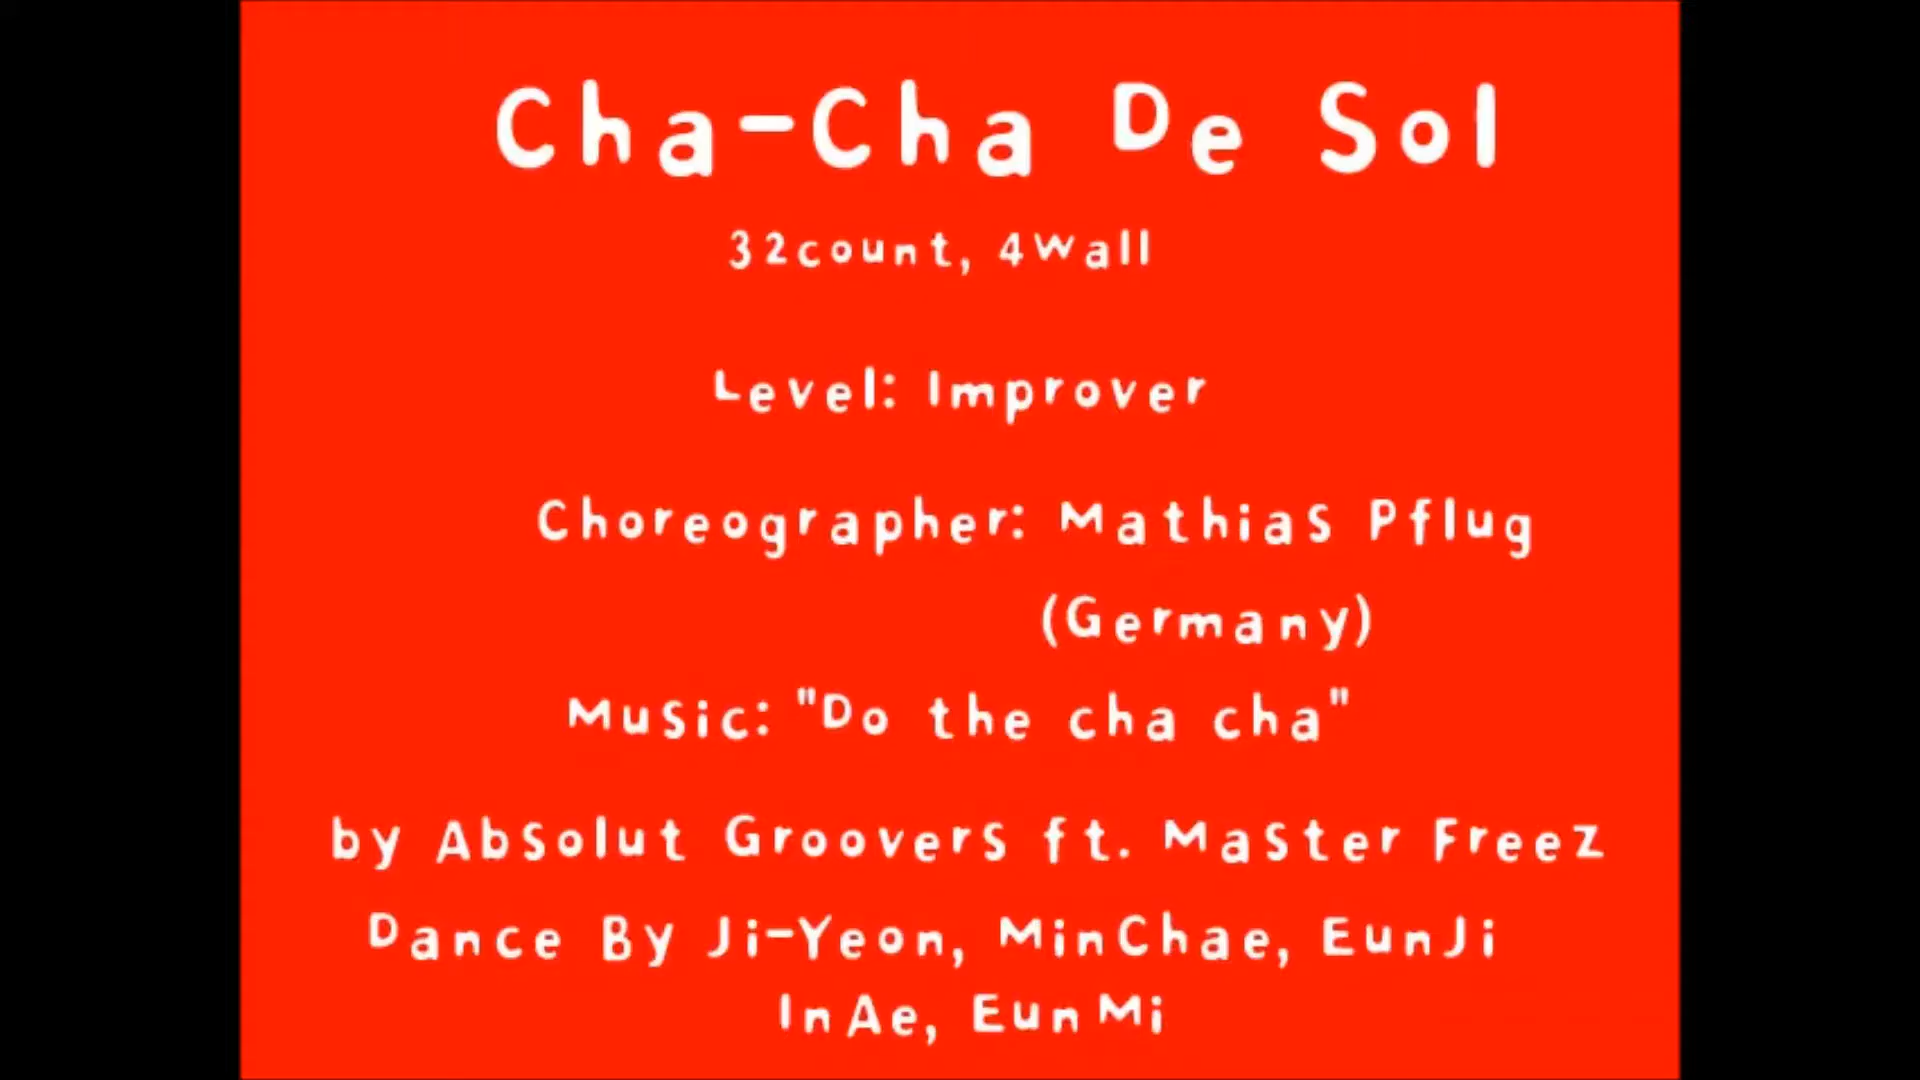 Cha-Cha De Sol
32count, 4wall
Level: Improver
Choreographer: Mathias Pflug
(Germany)
Music: "Do the cha cha"
by Absolut Groovers ft. Master Freez
Dance By Ji-Yeon, MinChae, EunJi
InAe, EunMi